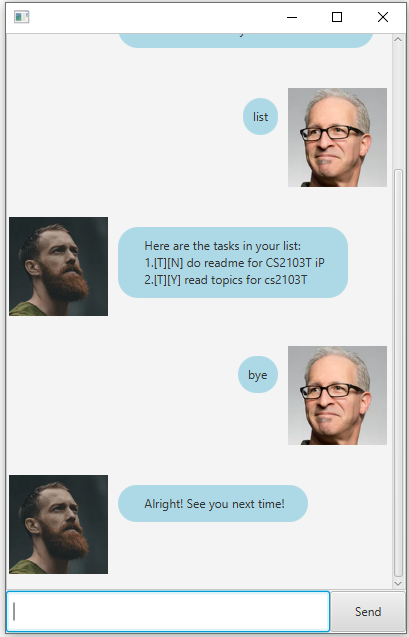 list
Here are the tasks in your list:
1.[T][N] do readme for CS2103T iP
2.[T][Y] read topics for cs2103T
bye
Alright! See you next time!
Send